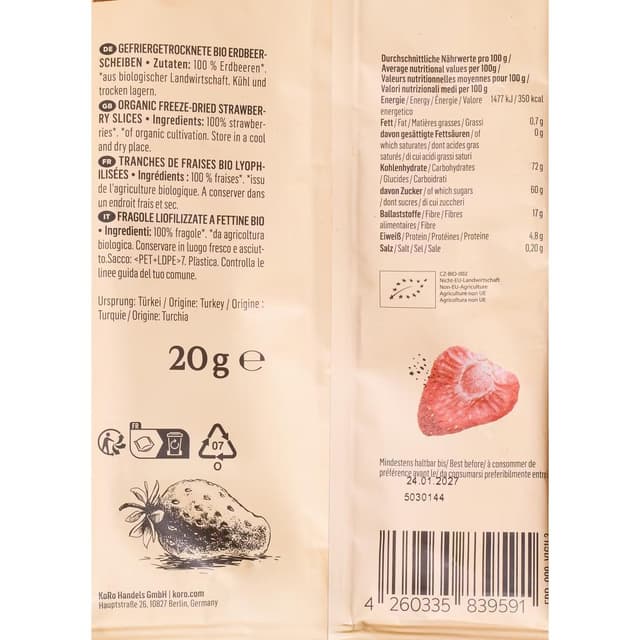 DE GEFRIERGETROCKNETE BIO ERDBEER-
SCHEIBEN • Zutaten: 100 % Erdbeeren*.
*aus biologischer Landwirtschaft. Kühl und
trocken lagern.
GB ORGANIC FREEZE-DRIED STRAWBER-
RY SLICES • Ingredients: 100% strawber-
ries*. *of organic cultivation. Store in a cool
and dry place.
FR TRANCHES DE FRAISES BIO LYOPH-
ILISÉES • Ingrédients : 100 % fraises*. *issu
de l'agriculture biologique. A conserver dans
un endroit frais et sec.
IT FRAGOLE LIOFILIZZATE A FETTINE BIO
• Ingredienti: 100% fragole*. *da agricoltura
biologica. Conservare in luogo fresco e asciut-
to.Sacco: <PET+LDPE>7. Plastica. Controlla le
linee guida del tuo comune.
Ursprung: Türkei / Origine: Turkey / Origine :
Turquie / Origine: Turchia
20 g ℮
FR
07
O
KoRo Handels GmbH | koro.com
Hauptstraße 26, 10827 Berlin, Germany
Durchschnittliche Nährwerte pro 100 g /
Average nutritional values per 100g /
Valeurs nutritionnelles moyennes pour 100 g /
Valori nutrizionali medi per 100 g
Energie / Energy / Énergie / Valore 1477 kJ / 350 kcal
energetico
Fett / Fat / Matières grasses / Grassi 0,7 g
davon gesättigte Fettsäuren / of 0 g
which saturates / dont acides gras
saturés / di cui acidi grassi saturi
Kohlenhydrate / Carbohydrates 72 g
/ Glucides / Carboidrati
davon Zucker / of which sugars 60 g
/ dont sucres / di cui zuccheri
Ballaststoffe / Fibre / Fibres 17 g
alimentaires / Fibre
Eiweiß / Protein / Protéines / Proteine 4,8 g
Salz / Salt / Sel / Sale 0,20 g
CZ-BIO-002
Nicht-EU-Landwirtschaft
Non-EU-Agriculture
Agriculture non UE
Agricoltura non UE
Mindestens haltbar bis/ Best before/ à consommer de
préférence avant le/ da consumarsi preferibilmente entro
24.01.2027
5030144
4 260335 839591